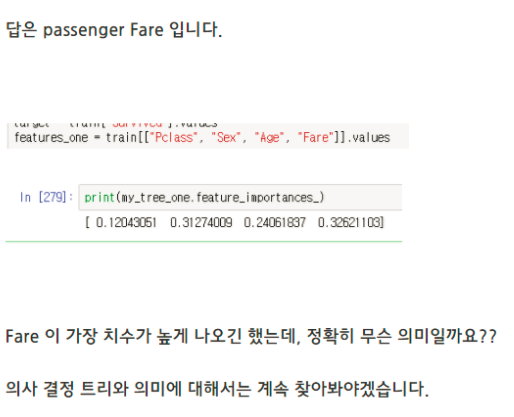 답은 passenger Fare 입니다.
target = train["Survived"].values
features_one = train[["Pclass", "Sex", "Age", "Fare"]].values
In [279]: print(my_tree_one.feature_importances_)
[ 0.12043051 0.31274009 0.24061837 0.32621103]
Fare 이 가장 치수가 높게 나오긴 했는데, 정확히 무슨 의미일까요??
의사 결정 트리와 의미에 대해서는 계속 찾아봐야겠습니다.